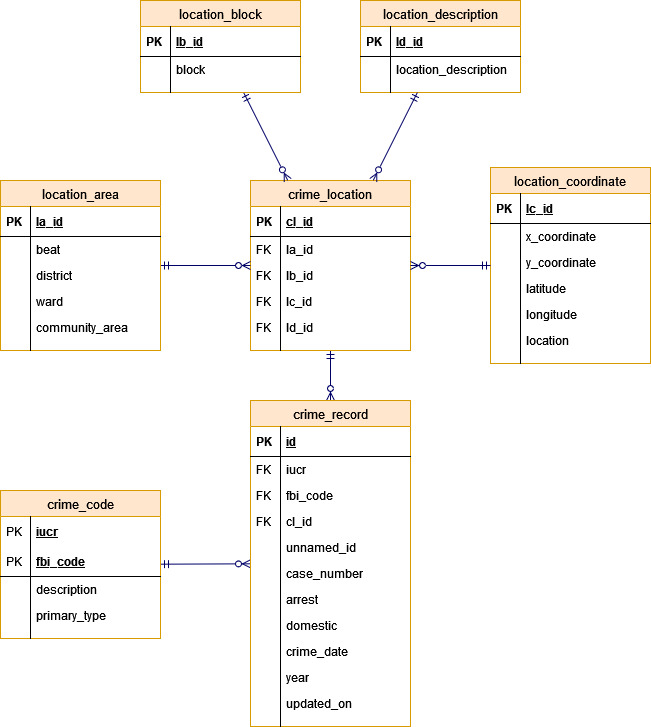 location_block
PK lb_id
block
location_description
PK ld_id
location_description
location_area
PK la_id
beat
district
ward
community_area
crime_location
PK cl_id
FK la_id
FK lb_id
FK lc_id
FK ld_id
location_coordinate
PK lc_id
x_coordinate
y_coordinate
latitude
longitude
location
crime_record
PK id
FK iucr
FK fbi_code
FK cl_id
unnamed_id
case_number
arrest
domestic
crime_date
year
updated_on
crime_code
PK iucr
PK fbi_code
description
primary_type